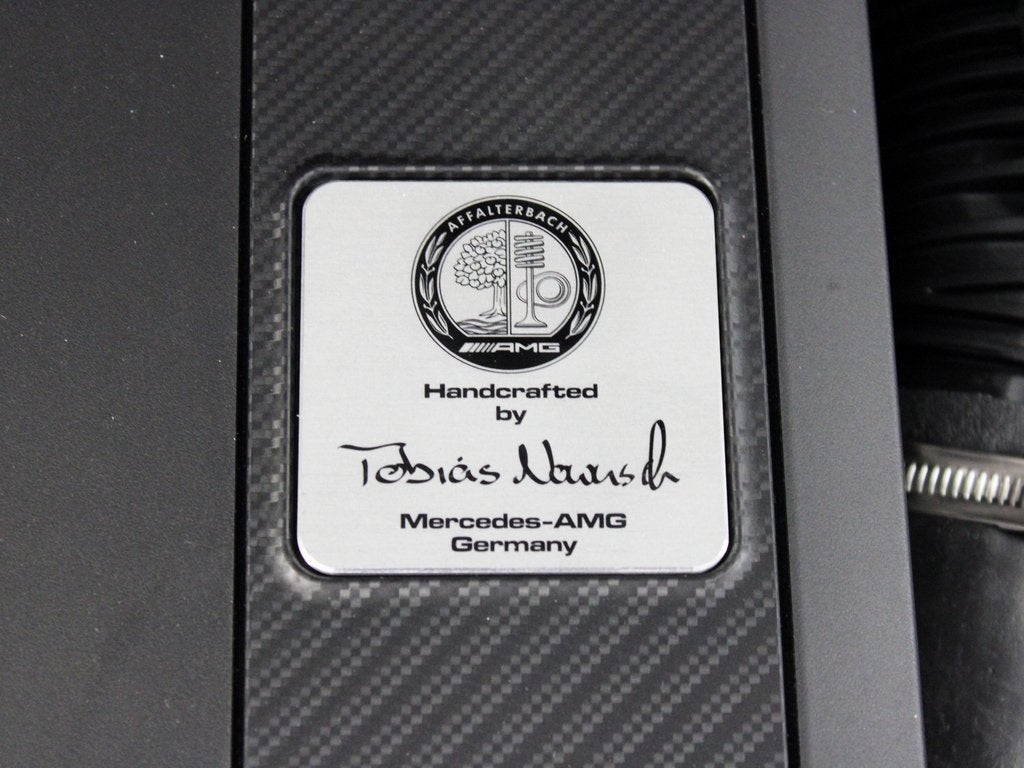 AFFALTERBACH
AMG
Handcrafted
by
Tobias
Mercedes-AMG
Germany